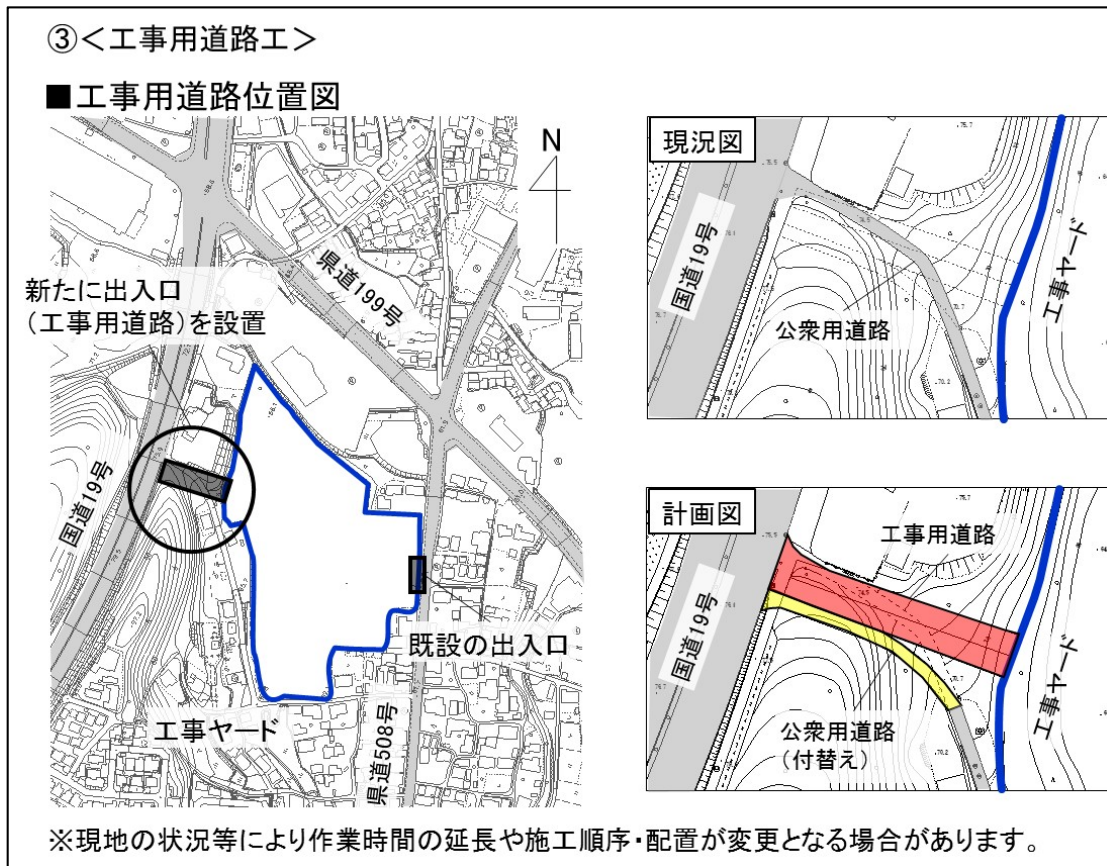 ③＜工事用道路工＞
■工事用道路位置図
N
県道199号
新たに出入口
（工事用道路）を設置
国道19号
既設の出入口
工事ヤード
県道508号
現況図
国道19号
公衆用道路
工事ヤード
計画図
工事用道路
国道19号
公衆用道路
（付替え）
工事ヤード
※現地の状況等により作業時間の延長や施工順序・配置が変更となる場合があります。